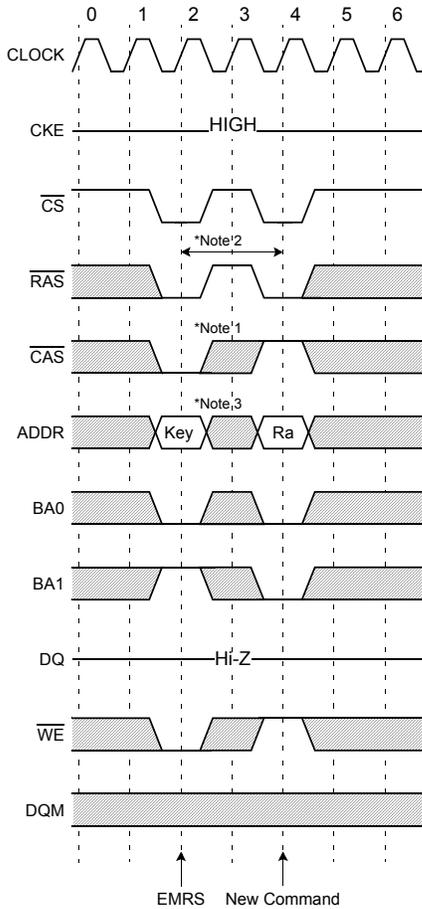 0 1 2 3 4 5 6
CLOCK
CKE HIGH
CS
*Note 2
RAS
*Note 1
CAS
*Note 3
ADDR Key Ra
BA0
BA1
DQ Hi-Z
WE
DQM
EMRS New Command